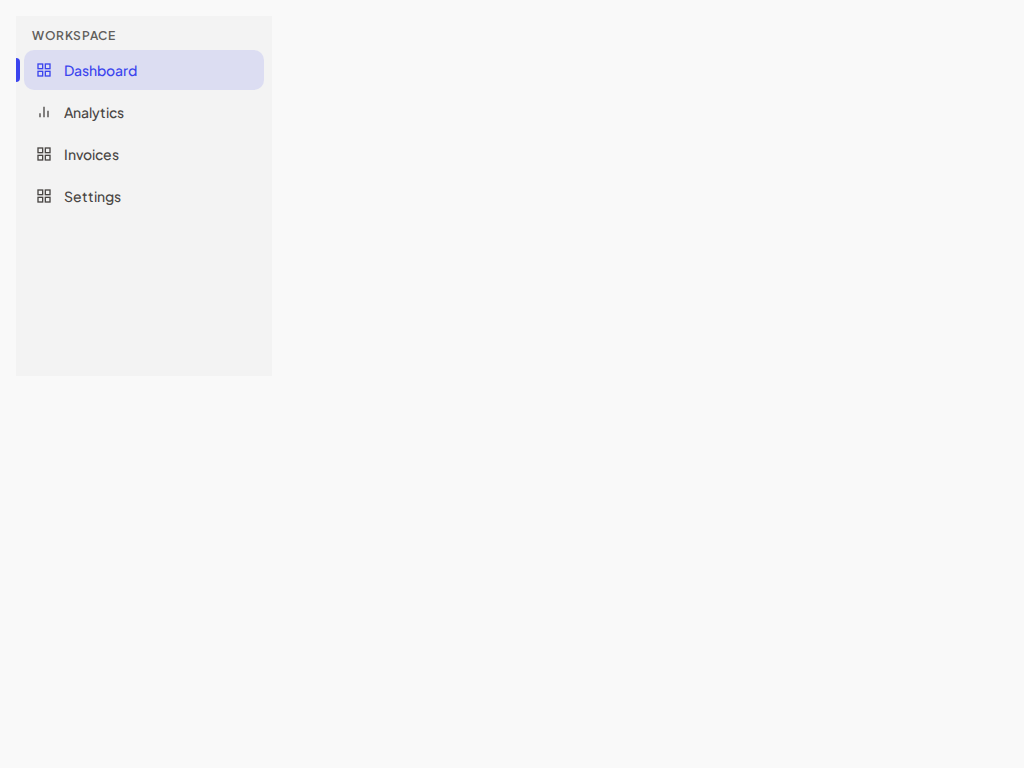 WORKSPACE
Dashboard
Analytics
Invoices
Settings